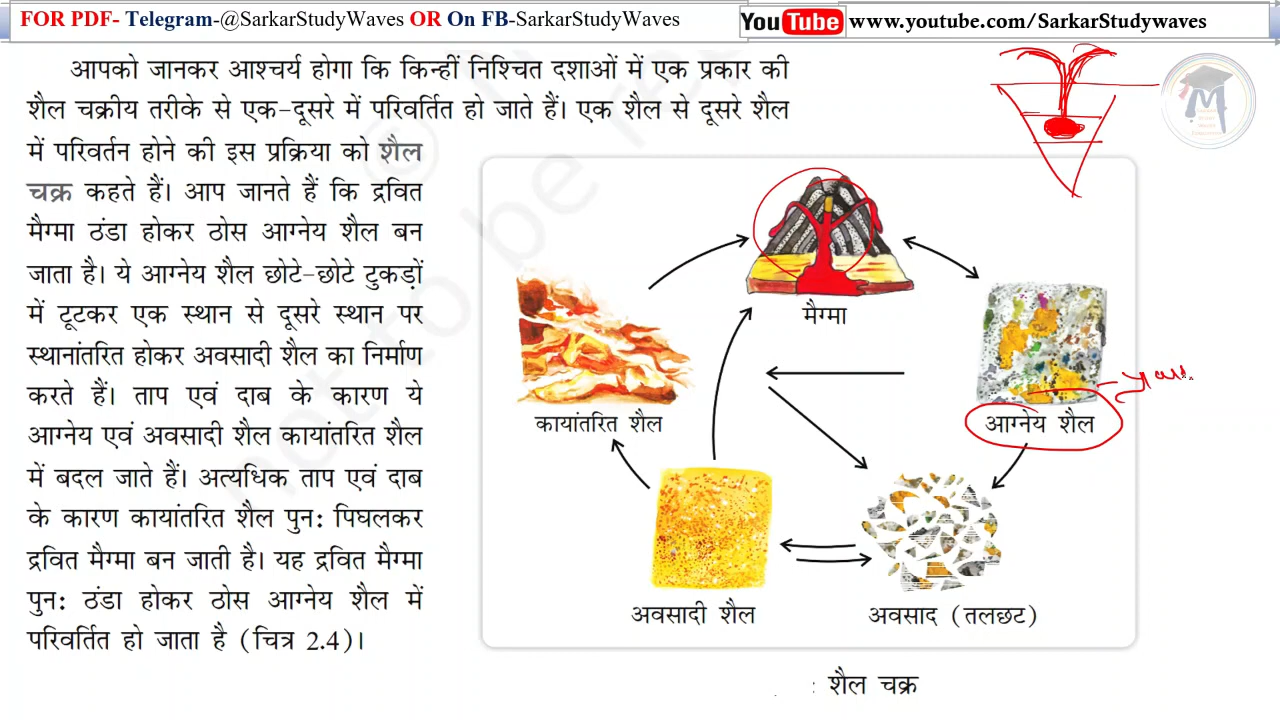 FOR PDF- Telegram-@SarkarStudyWaves OR On FB-SarkarStudyWaves
YouTube www.youtube.com/SarkarStudywaves
आपको जानकर आश्चर्य होगा कि किन्हीं निश्चित दशाओं में एक प्रकार की
शैल चक्रीय तरीके से एक-दूसरे में परिवर्तित हो जाते हैं। एक शैल से दूसरे शैल
में परिवर्तन होने की इस प्रक्रिया को शैल
चक्र कहते हैं। आप जानते हैं कि द्रवित
मैग्मा ठंडा होकर ठोस आग्नेय शैल बन
जाता है। ये आग्नेय शैल छोटे-छोटे टुकड़ों
में टूटकर एक स्थान से दूसरे स्थान पर
स्थानांतरित होकर अवसादी शैल का निर्माण
करते हैं। ताप एवं दाब के कारण ये
आग्नेय एवं अवसादी शैल कायांतरित शैल
में बदल जाते हैं। अत्यधिक ताप एवं दाब
के कारण कायांतरित शैल पुन: पिघलकर
द्रवित मैग्मा बन जाती है। यह द्रवित मैग्मा
पुन: ठंडा होकर ठोस आग्नेय शैल में
परिवर्तित हो जाता है (चित्र 2.4)।
मैग्मा
कायांतरित शैल
आग्नेय शैल
अवसादी शैल
अवसाद (तलछट)
: शैल चक्र
not to be re